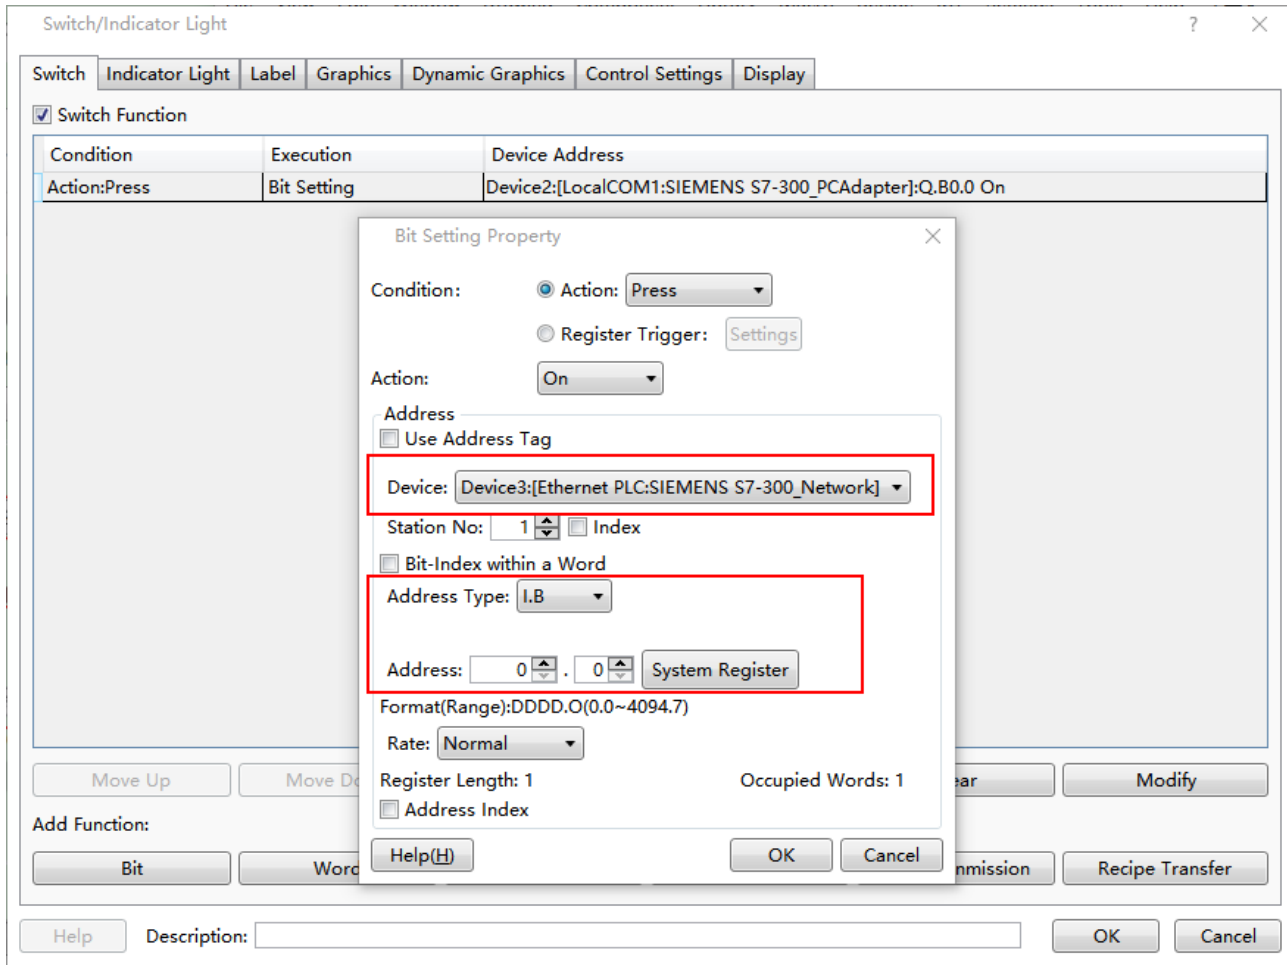 Switch/Indicator Light ?
Switch Indicator Light Label Graphics Dynamic Graphics Control Settings Display
Switch Function
Condition Execution Device Address
Action:Press Bit Setting Device2:[LocalCOM1:SIEMENS S7-300_PCAdapter]:Q.B0.0 On
Bit Setting Property
Condition: Action: Press
Register Trigger: Settings
Action: On
Address
Use Address Tag
Device: Device3:[Ethernet PLC:SIEMENS S7-300_Network]
Station No: 1 Index
Bit-Index within a Word
Address Type: I.B
Address: 0 . 0 System Register
Format(Range):DDDD.O(0.0~4094.7)
Rate: Normal
Register Length: 1 Occupied Words: 1
Address Index
Help(H) OK Cancel
Move Up Move Do ear Modify
Add Function:
Bit Word nmission Recipe Transfer
Help Description: OK Cancel